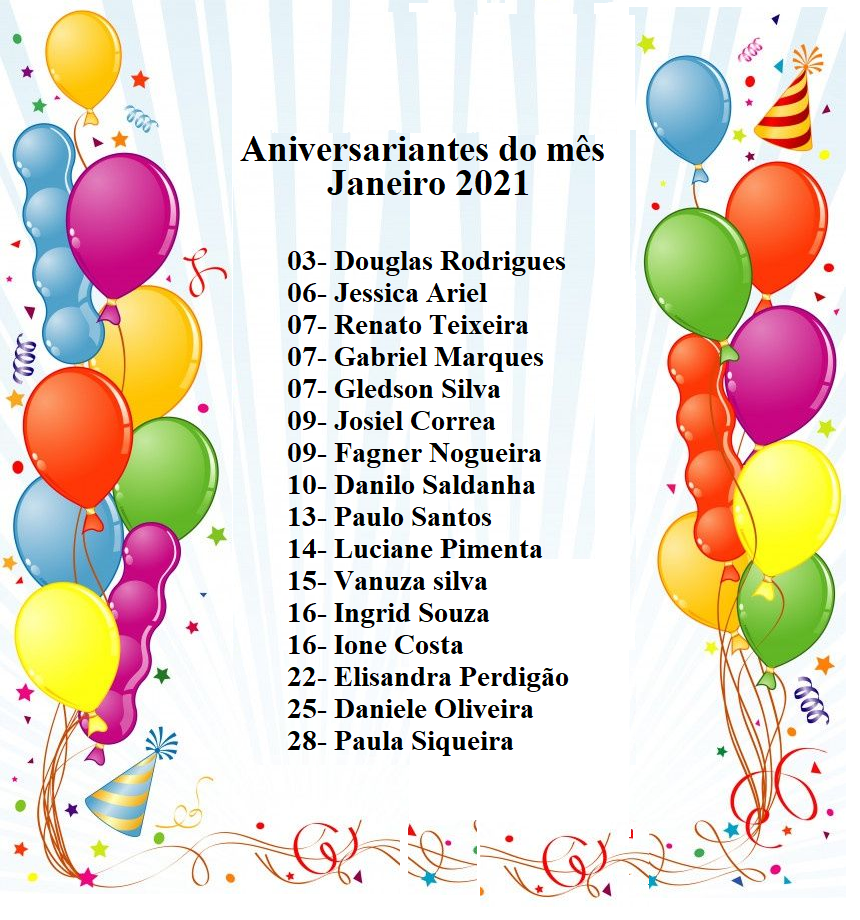 Aniversariantes do mês
Janeiro 2021
03- Douglas Rodrigues
06- Jessica Ariel
07- Renato Teixeira
07- Gabriel Marques
07- Gledson Silva
09- Josiel Correa
09- Fagner Nogueira
10- Danilo Saldanha
13- Paulo Santos
14- Luciane Pimenta
15- Vanuza silva
16- Ingrid Souza
16- Ione Costa
22- Elisandra Perdigão
25- Daniele Oliveira
28- Paula Siqueira